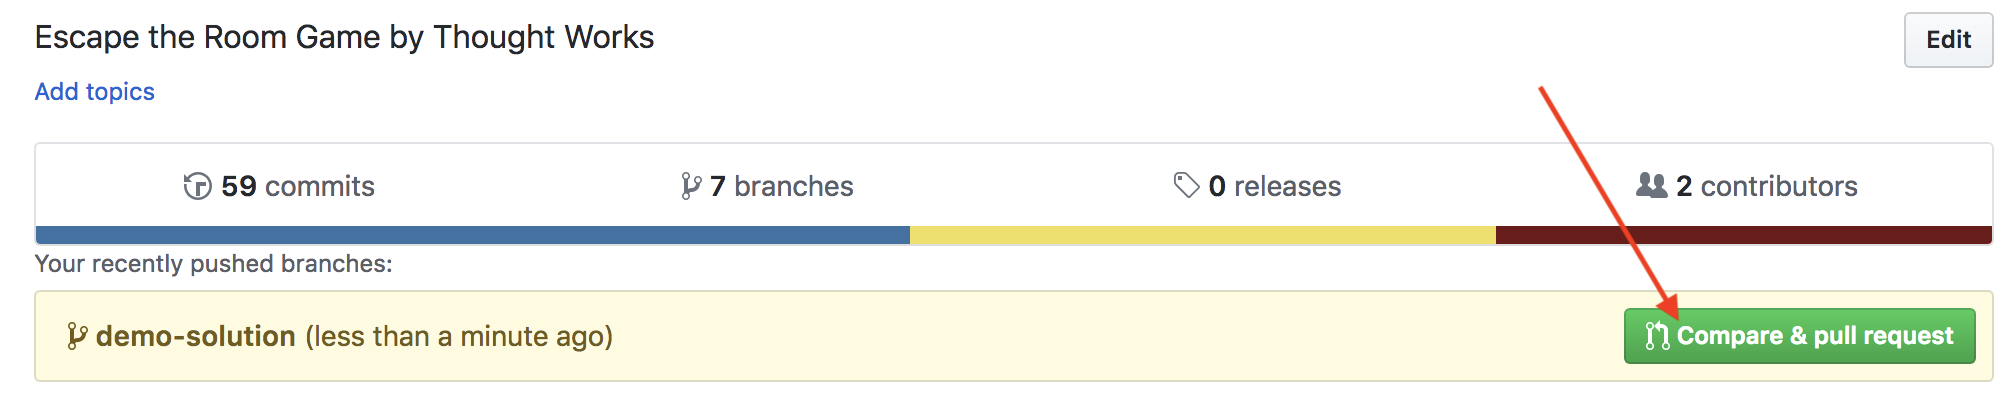 Escape the Room Game by Thought Works
Edit
Add topics
59 commits
7 branches
0 releases
2 contributors
Your recently pushed branches:
demo-solution (less than a minute ago)
Compare & pull request